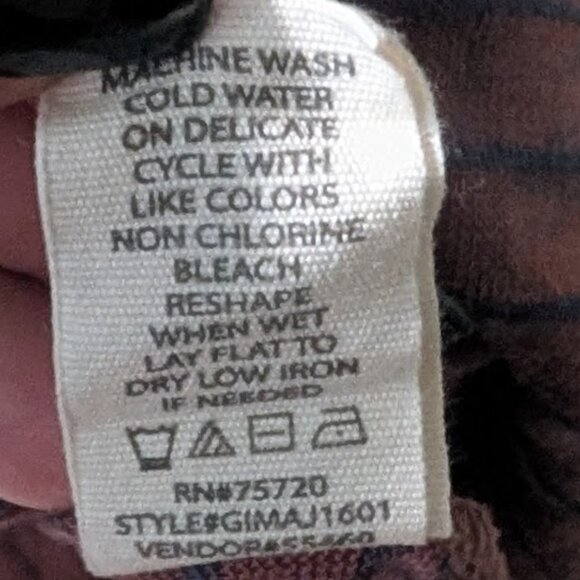 MACHINE WASH
COLD WATER
ON DELICATE
CYCLE WITH
LIKE COLORS
NON CHLORINE
BLEACH
RESHAPE
WHEN WET
LAY FLAT TO
DRY LOW IRON
IF NEEDED
RN#75720
STYLE#GIMAJ1601
VENDOR#